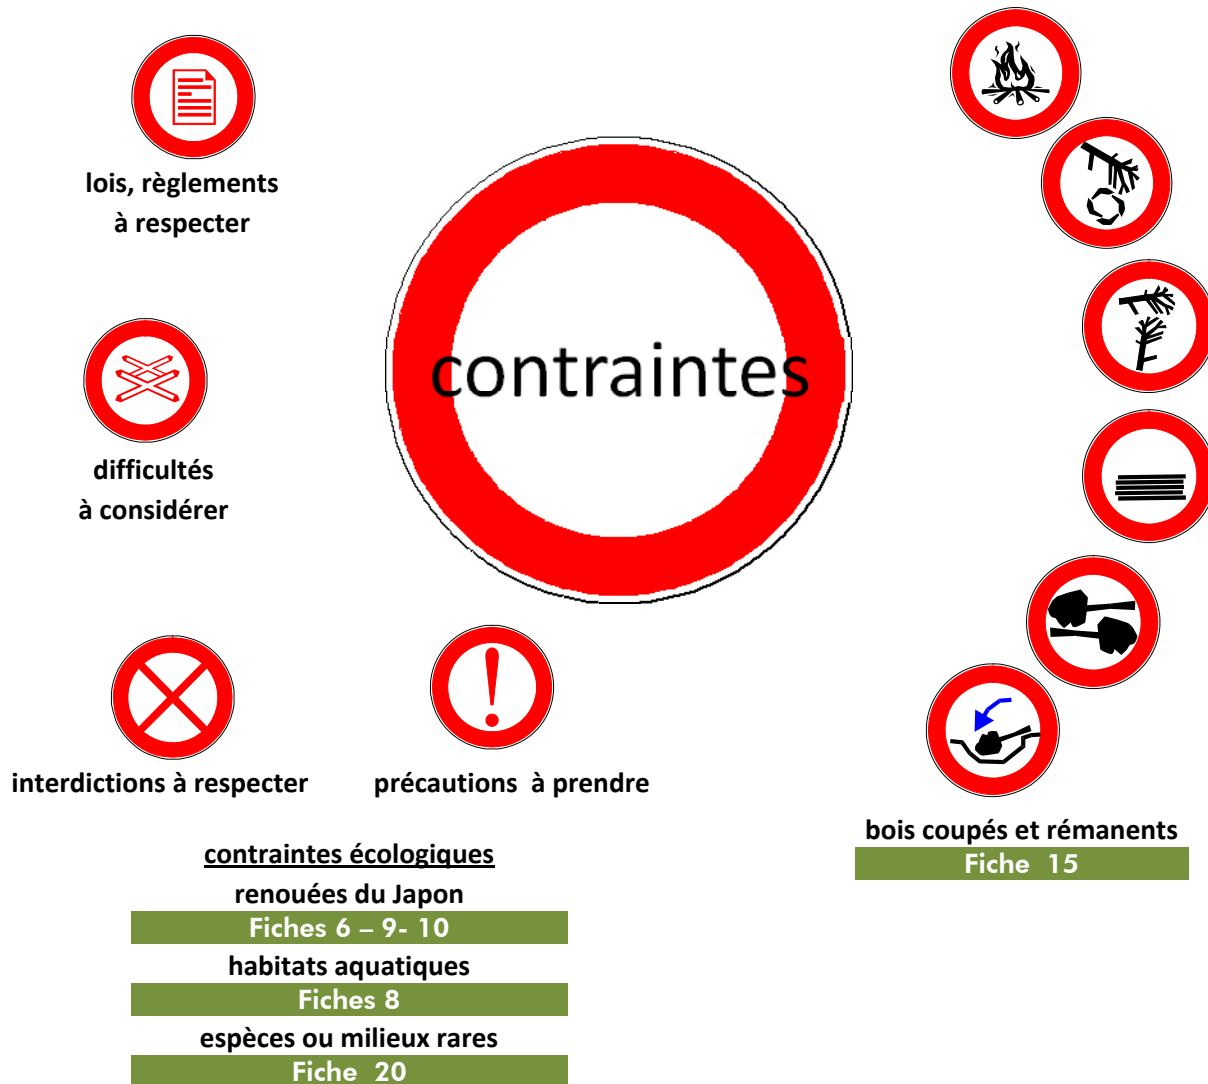 lois, règlements
à respecter
contraintes
difficultés
à considérer
interdictions à respecter
précautions à prendre
contraintes écologiques
renouées du Japon
Fiches 6 – 9- 10
habitats aquatiques
Fiches 8
espèces ou milieux rares
Fiche 20
bois coupés et rémanents
Fiche 15